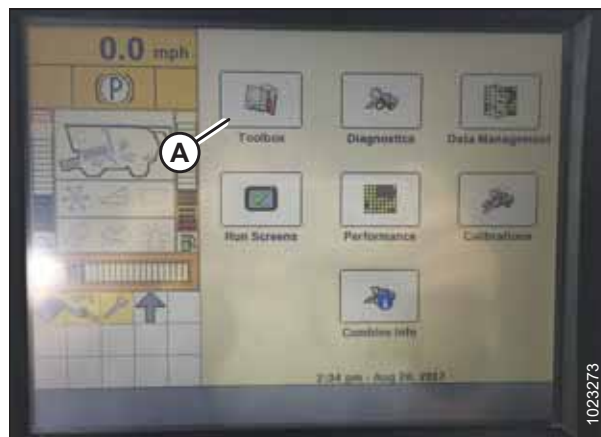 0.0 mph
(P)
A
Toolbox
Diagnostics
Data Management
Run Screens
Performance
Calibrations
Combine Info
2:34 pm - Aug 29, 2017
1023273